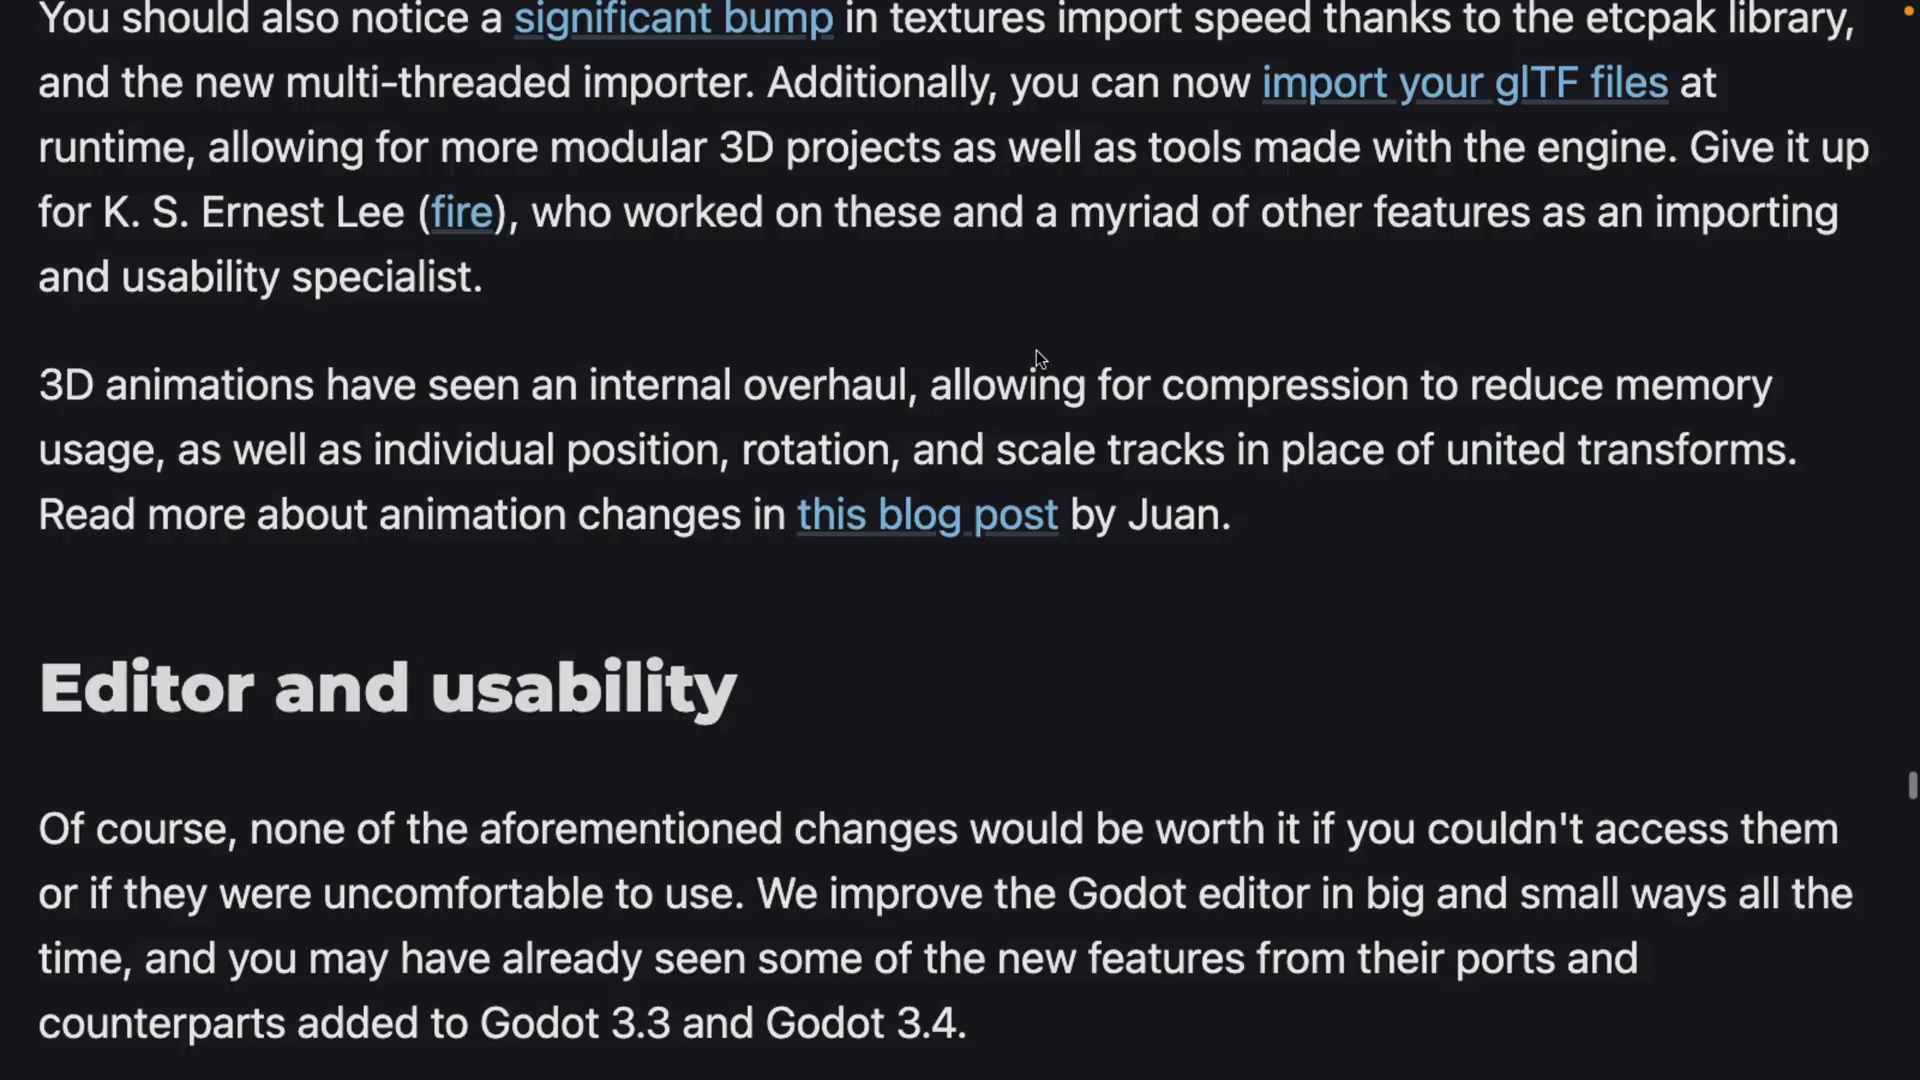 You should also notice a significant bump in textures import speed thanks to the etcpak library,
and the new multi-threaded importer. Additionally, you can now import your glTF files at
runtime, allowing for more modular 3D projects as well as tools made with the engine. Give it up
for K. S. Ernest Lee (fire), who worked on these and a myriad of other features as an importing
and usability specialist.
3D animations have seen an internal overhaul, allowing for compression to reduce memory
usage, as well as individual position, rotation, and scale tracks in place of united transforms.
Read more about animation changes in this blog post by Juan.
Editor and usability
Of course, none of the aforementioned changes would be worth it if you couldn't access them
or if they were uncomfortable to use. We improve the Godot editor in big and small ways all the
time, and you may have already seen some of the new features from their ports and
counterparts added to Godot 3.3 and Godot 3.4.